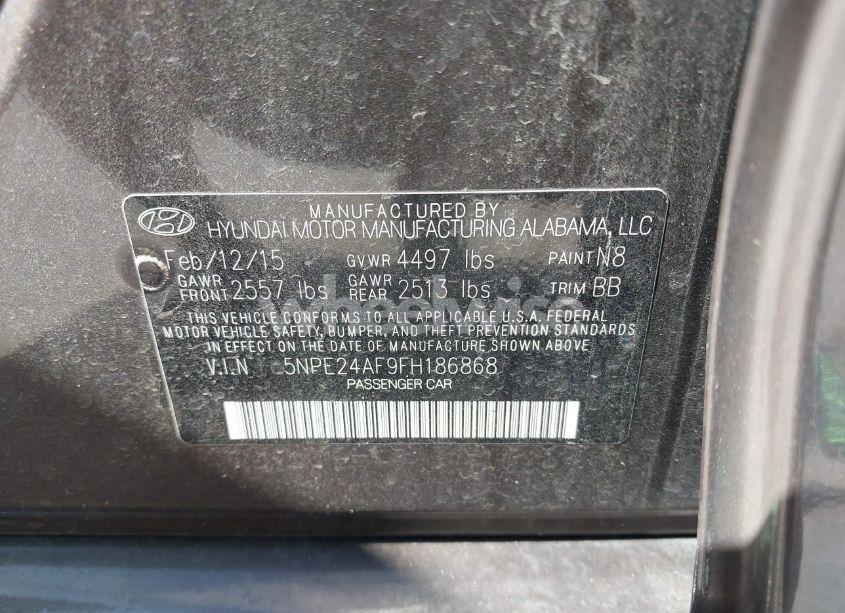 MANUFACTURED BY
HYUNDAI MOTOR MANUFACTURING ALABAMA, LLC
Feb/12/15 GVWR 4497 lbs PAINT N8
GAWR FRONT 2557 lbs GAWR REAR 2513 lbs TRIM BB
THIS VEHICLE CONFORMS TO ALL APPLICABLE U.S.A. FEDERAL
MOTOR VEHICLE SAFETY, BUMPER, AND THEFT PREVENTION STANDARDS
IN EFFECT ON THE DATE OF MANUFACTURE SHOWN ABOVE
V.I.N 5NPE24AF9FH186868
PASSENGER CAR